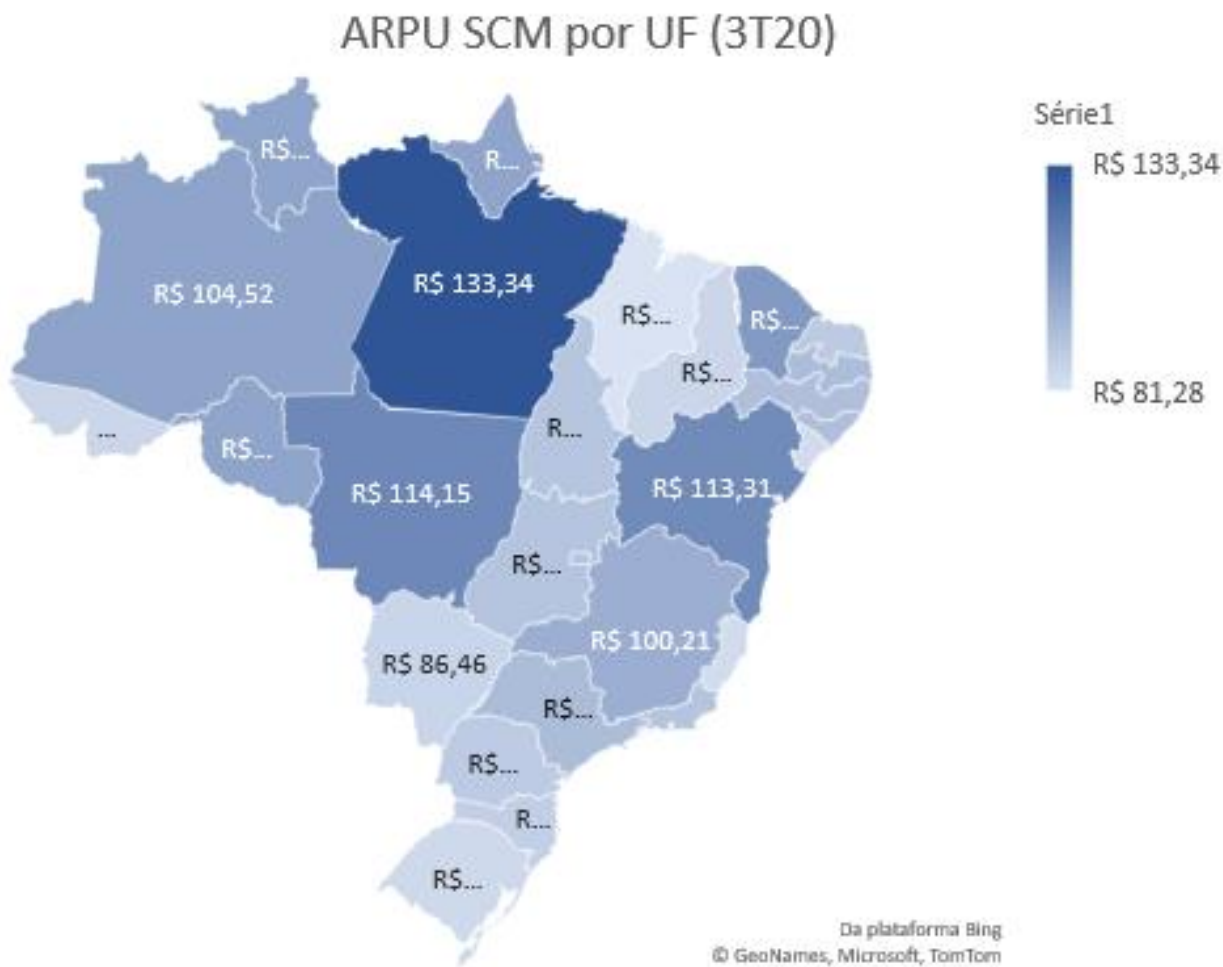 ARPU SCM por UF (3T20)
Série1
R$ 133,34
R$ 81,28
R$...
R...
R$ 104,52
R$ 133,34
R$...
R$...
R$...
...
R$...
R...
R$ 114,15
R$ 113,31
R$...
R$ 100,21
R$ 86,46
R$...
R$...
R...
R$...
Da plataforma Bing
© GeoNames, Microsoft, TomTom